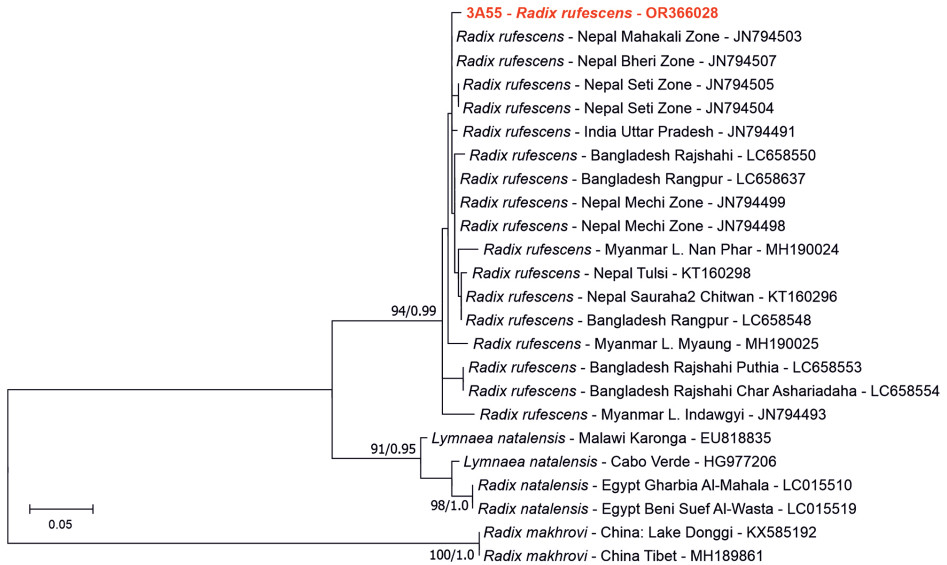 3A55 - Radix rufescens - OR366028
Radix rufescens - Nepal Mahakali Zone - JN794503
Radix rufescens - Nepal Bheri Zone - JN794507
Radix rufescens - Nepal Seti Zone - JN794505
Radix rufescens - Nepal Seti Zone - JN794504
Radix rufescens - India Uttar Pradesh - JN794491
Radix rufescens - Bangladesh Rajshahi - LC658550
Radix rufescens - Bangladesh Rangpur - LC658637
Radix rufescens - Nepal Mechi Zone - JN794499
Radix rufescens - Nepal Mechi Zone - JN794498
Radix rufescens - Myanmar L. Nan Phar - MH190024
Radix rufescens - Nepal Tulsi - KT160298
Radix rufescens - Nepal Sauraha2 Chitwan - KT160296
94/0.99
Radix rufescens - Bangladesh Rangpur - LC658548
Radix rufescens - Myanmar L. Myaung - MH190025
Radix rufescens - Bangladesh Rajshahi Puthia - LC658553
Radix rufescens - Bangladesh Rajshahi Char Ashariadaha - LC658554
Radix rufescens - Myanmar L. Indawgyi - JN794493
Lymnaea natalensis - Malawi Karonga - EU818835
91/0.95
Lymnaea natalensis - Cabo Verde - HG977206
Radix natalensis - Egypt Gharbia Al-Mahala - LC015510
98/1.0
Radix natalensis - Egypt Beni Suef Al-Wasta - LC015519
0.05
Radix makhrovi - China: Lake Donggi - KX585192
100/1.0
Radix makhrovi - China Tibet - MH189861